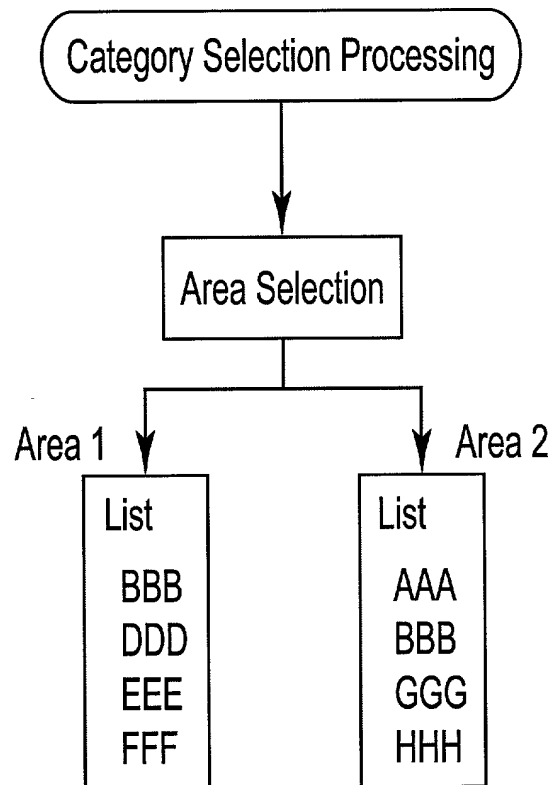 Category Selection Processing
Area Selection
Area 1
Area 2
List
BBB
DDD
EEE
FFF
List
AAA
BBB
GGG
HHH